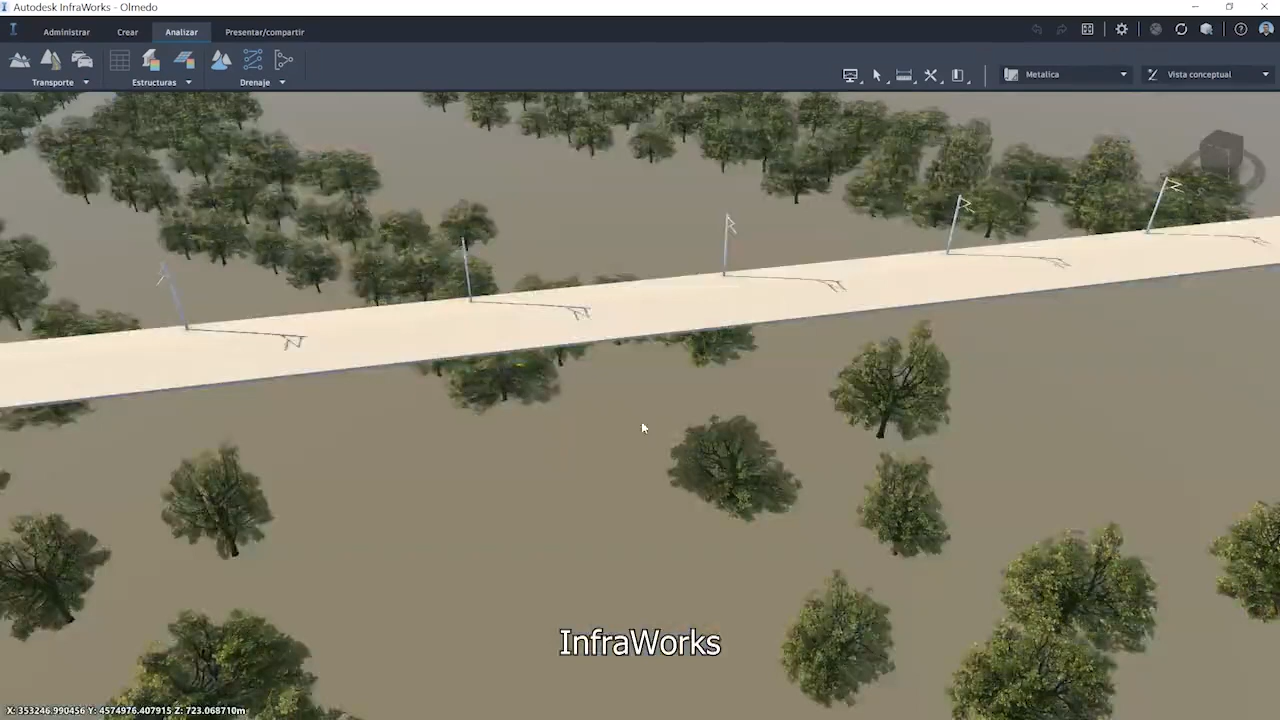 Autodesk InfraWorks - Olmedo
Administrar Crear Analizar Presentar/compartir
Transporte Estructuras Drenaje
Metalica Vista conceptual
InfraWorks
X: 353246.990456 Y: 4574976.407915 Z: 723.068710m